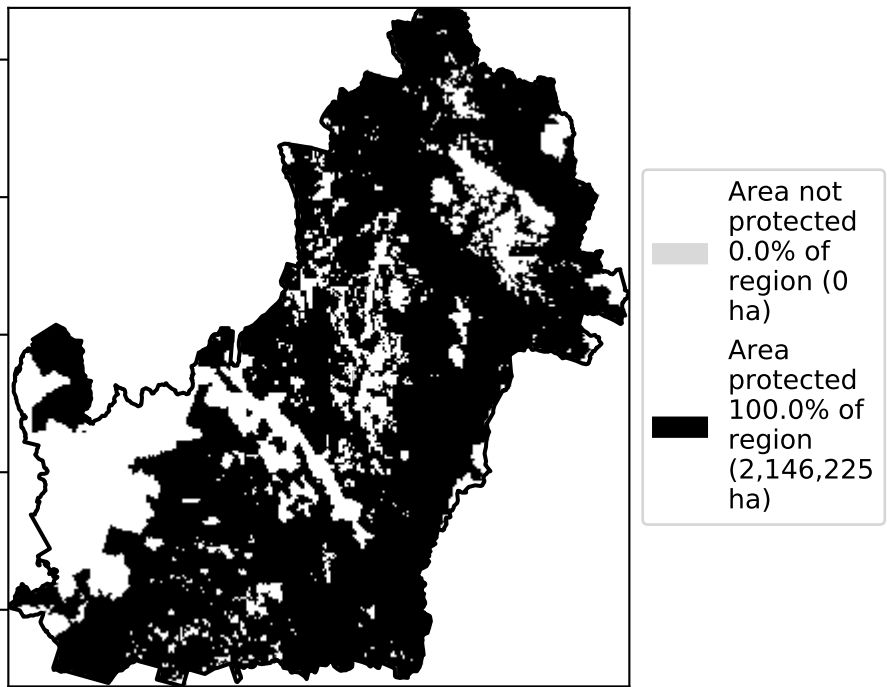 Area not
protected
0.0% of
region (0
ha)
Area
protected
100.0% of
region
(2,146,225
ha)